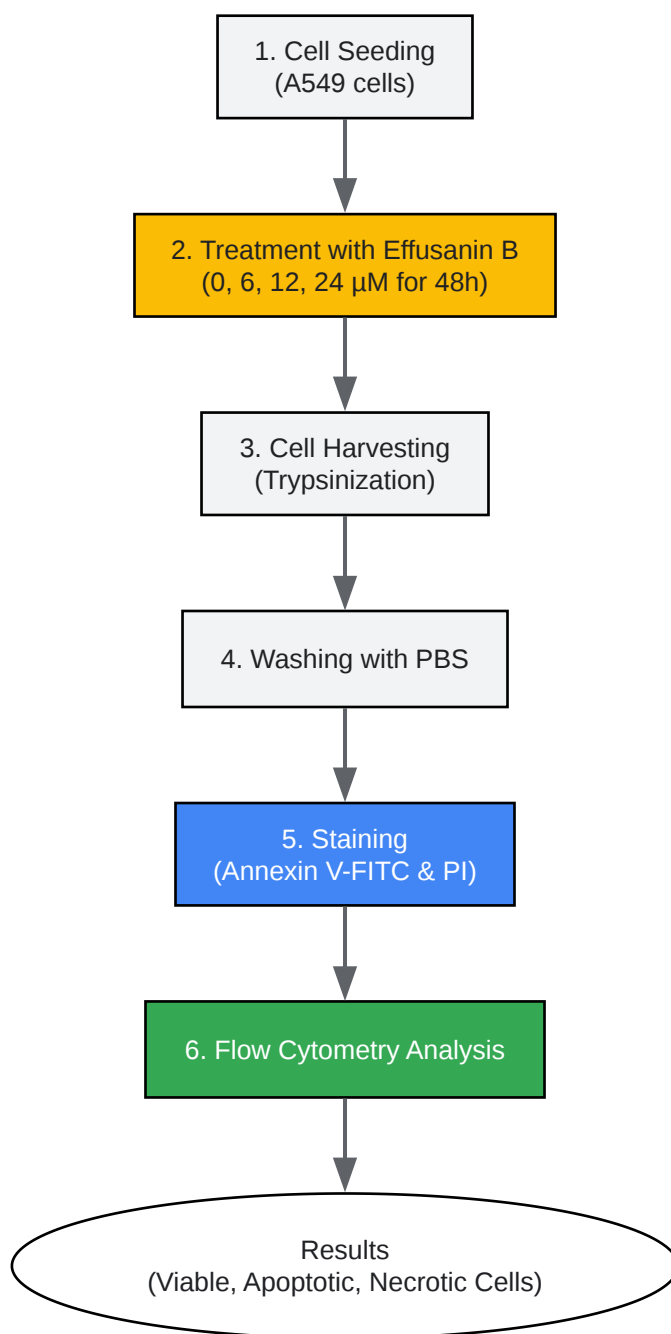 1. Cell Seeding
(A549 cells)
2. Treatment with Effusanin B
(0, 6, 12, 24 µM for 48h)
3. Cell Harvesting
(Trypsinization)
4. Washing with PBS
5. Staining
(Annexin V-FITC & PI)
6. Flow Cytometry Analysis
Results
(Viable, Apoptotic, Necrotic Cells)